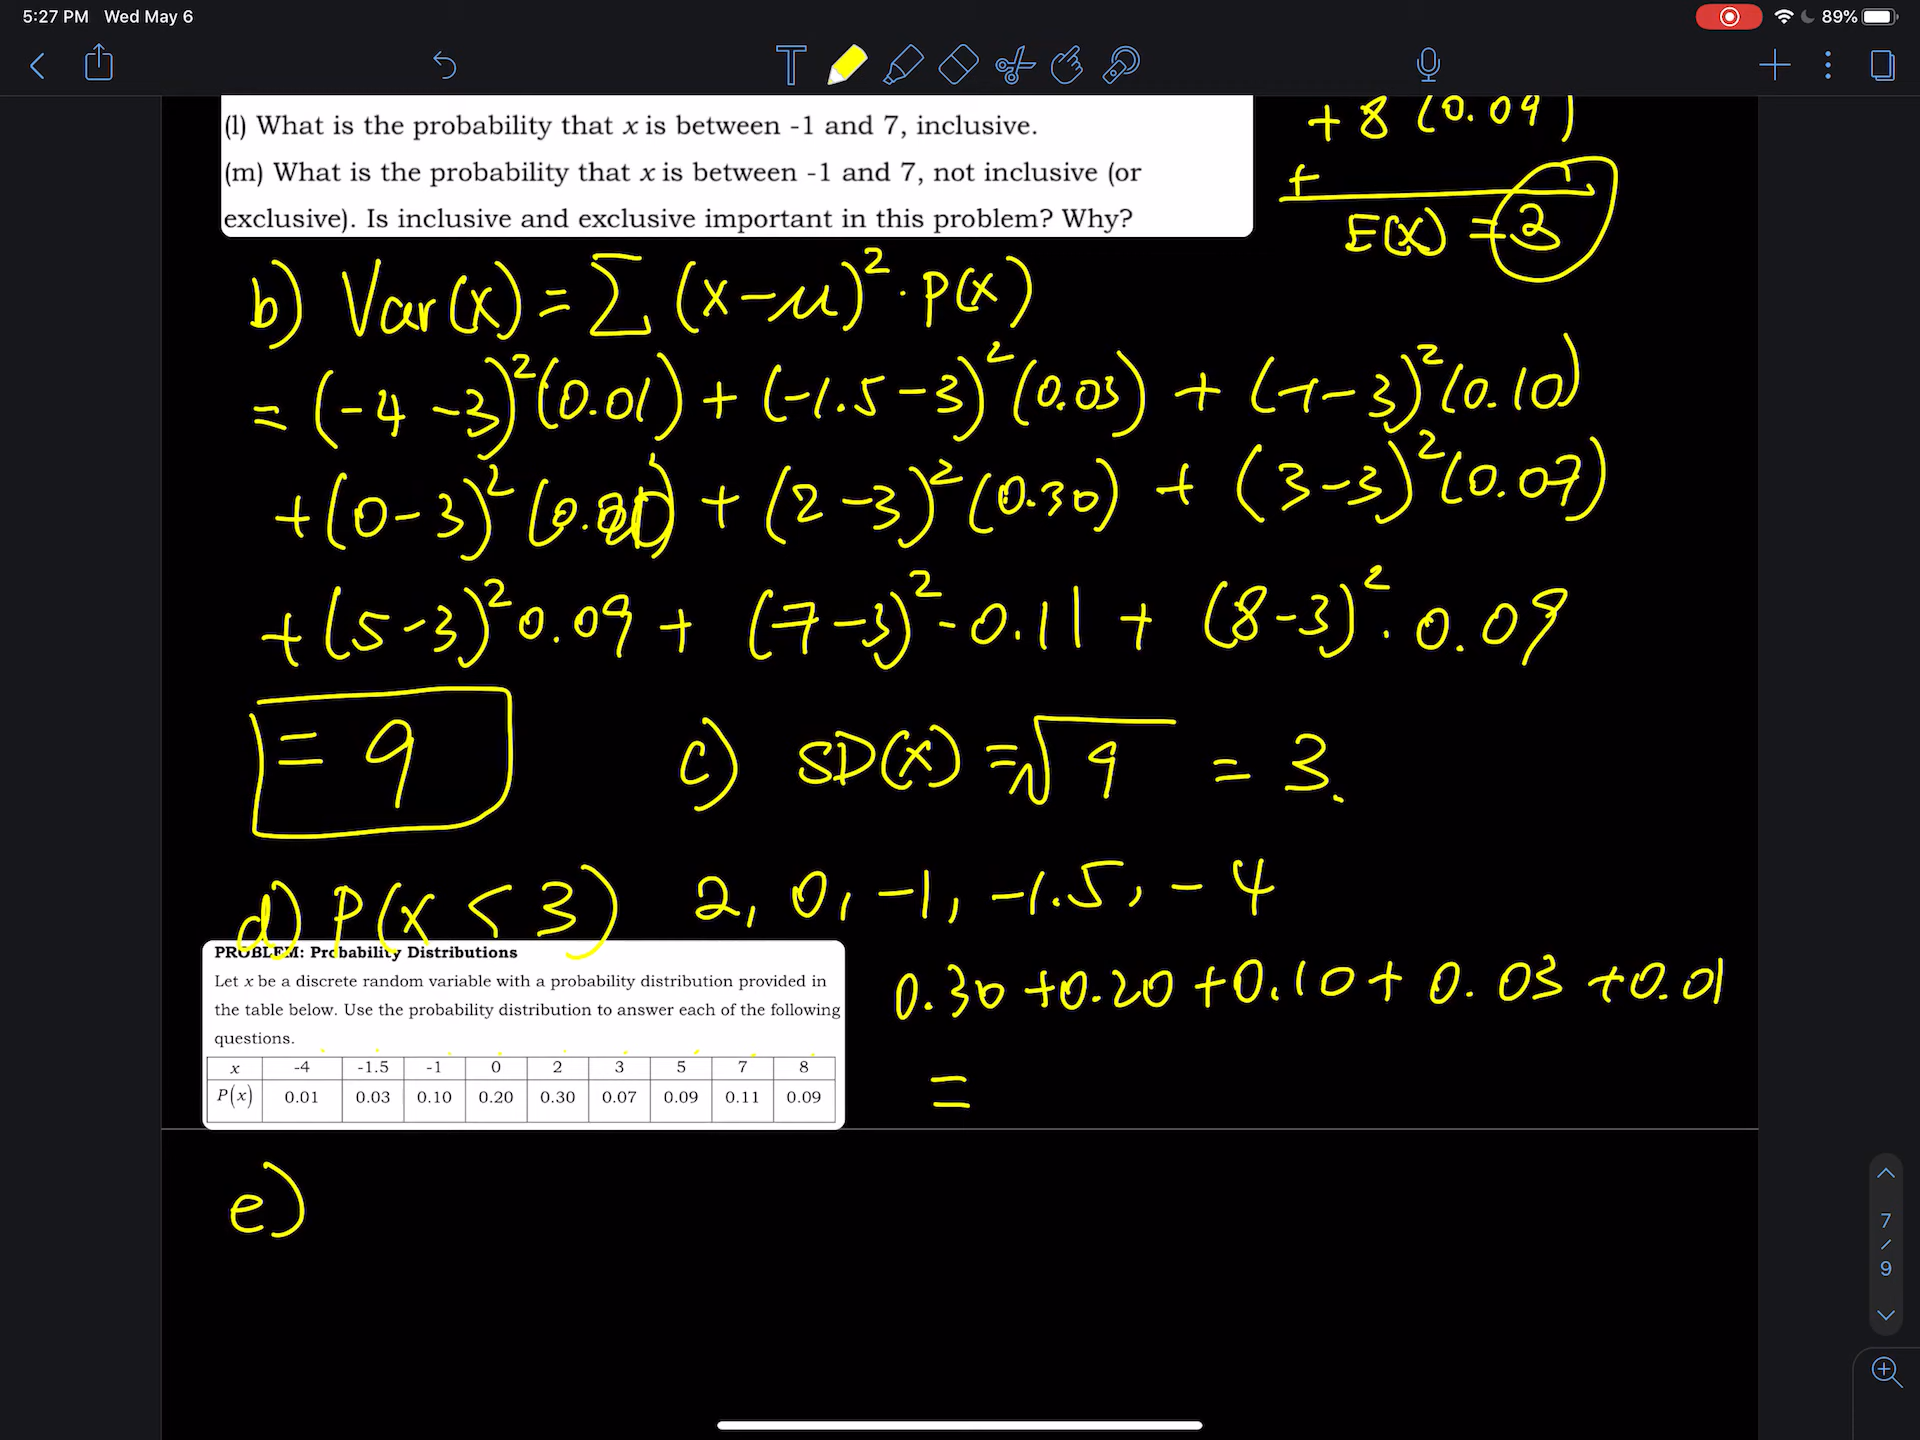 5:27 PM Wed May 6
89%
(l) What is the probability that x is between -1 and 7, inclusive.
(m) What is the probability that x is between -1 and 7, not inclusive (or
exclusive). Is inclusive and exclusive important in this problem? Why?
+ 8 (0.09)
+
E(X) = 3
b) Var(X) = Σ (x-μ)² · P(x)
= (-4 -3)² (0.01) + (-1.5 - 3)² (0.03) + (-1-3)² (0.10)
+ (0-3)² (0.20) + (2-3)² (0.30) + (3-3)² (0.07)
+ (5-3)² 0.09 + (7-3)² · 0.11 + (8-3)² · 0.09
= 9
c) SD(X) = √9 = 3.
d) P(X < 3) 2, 0, -1, -1.5, -4
PROBLEM: Probability Distributions
Let x be a discrete random variable with a probability distribution provided in
the table below. Use the probability distribution to answer each of the following
questions.
x -4 -1.5 -1 0 2 3 5 7 8
P(x) 0.01 0.03 0.10 0.20 0.30 0.07 0.09 0.11 0.09
0.30 + 0.20 + 0.10 + 0.03 + 0.01
=
e)
7
/
9